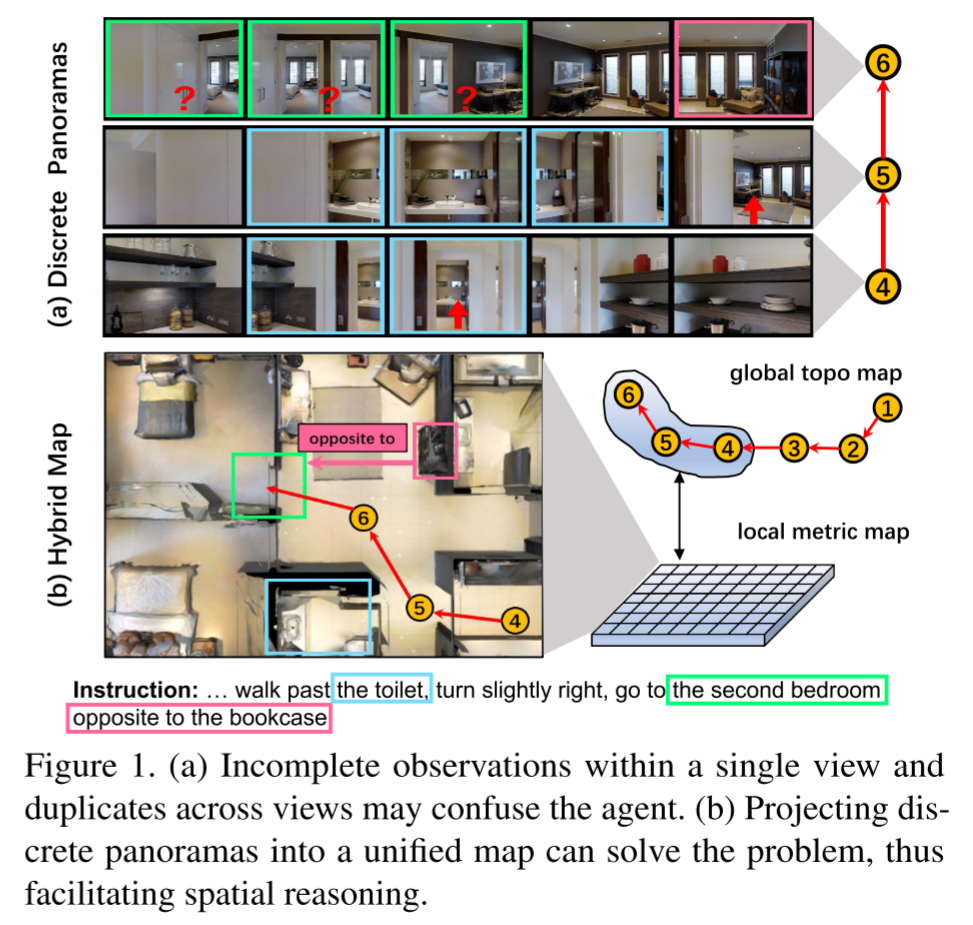 (a) Discrete Panoramas
? ? ?
6
5
4
(b) Hybrid Map
opposite to
6
5
4
global topo map
6
5
4
3
2
1
local metric map
Instruction: … walk past the toilet, turn slightly right, go to the second bedroom
opposite to the bookcase
Figure 1. (a) Incomplete observations within a single view and
duplicates across views may confuse the agent. (b) Projecting dis-
crete panoramas into a unified map can solve the problem, thus
facilitating spatial reasoning.